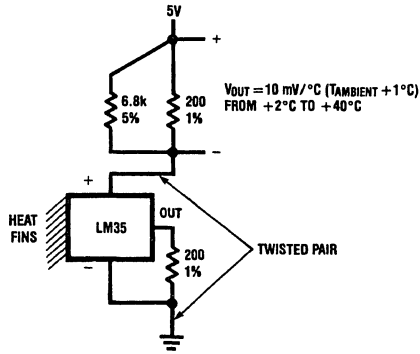 5V
+
6.8k
5%
200
1%
VOUT = 10 mV/°C (TAMBIENT + 1°C)
FROM +2°C TO +40°C
−
+
HEAT
FINS
LM35
OUT
−
200
1%
TWISTED PAIR